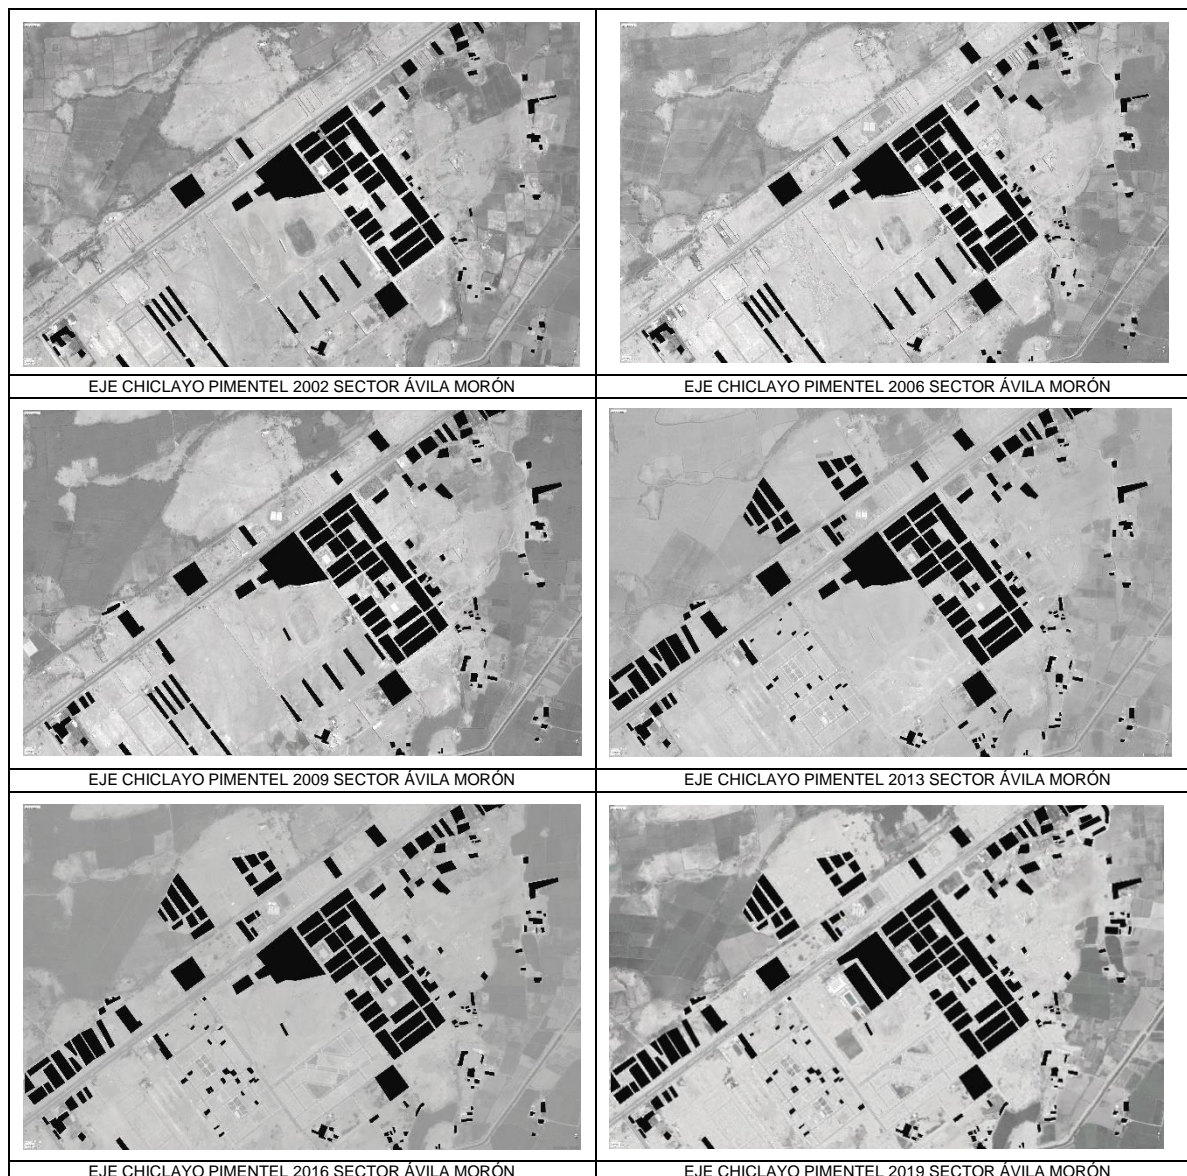 EJE CHICLAYO PIMENTEL 2002 SECTOR ÁVILA MORÓN
EJE CHICLAYO PIMENTEL 2006 SECTOR ÁVILA MORÓN
EJE CHICLAYO PIMENTEL 2009 SECTOR ÁVILA MORÓN
EJE CHICLAYO PIMENTEL 2013 SECTOR ÁVILA MORÓN
EJE CHICLAYO PIMENTEL 2016 SECTOR ÁVILA MORÓN
EJE CHICLAYO PIMENTEL 2019 SECTOR ÁVILA MORÓN